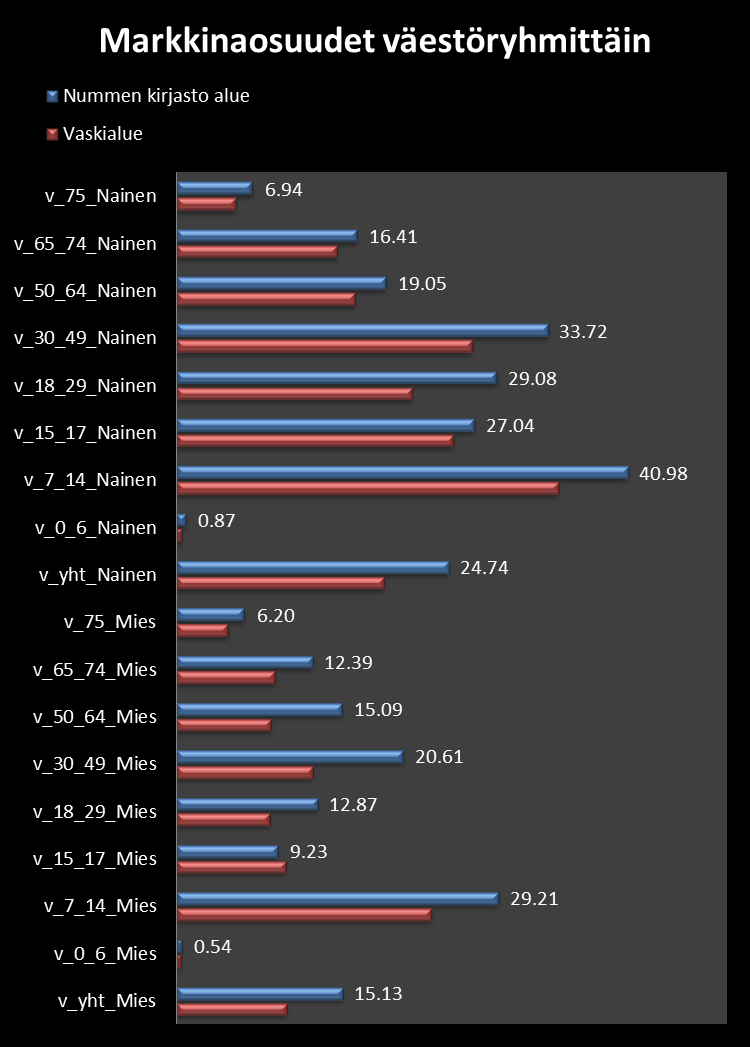 Markkinaosuudet väestöryhmittäin
Nummen kirjasto alue
Vaskialue
v_75_Nainen 6.94
v_65_74_Nainen 16.41
v_50_64_Nainen 19.05
v_30_49_Nainen 33.72
v_18_29_Nainen 29.08
v_15_17_Nainen 27.04
v_7_14_Nainen 40.98
v_0_6_Nainen 0.87
v_yht_Nainen 24.74
v_75_Mies 6.20
v_65_74_Mies 12.39
v_50_64_Mies 15.09
v_30_49_Mies 20.61
v_18_29_Mies 12.87
v_15_17_Mies 9.23
v_7_14_Mies 29.21
v_0_6_Mies 0.54
v_yht_Mies 15.13